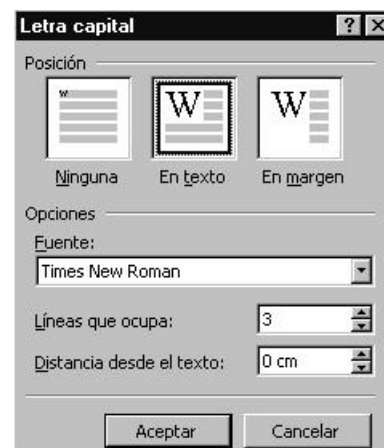 Letra capital
Posición
w
W
W
Ninguna
En texto
En margen
Opciones
Fuente:
Times New Roman
Líneas que ocupa:
3
Distancia desde el texto:
0 cm
Aceptar
Cancelar